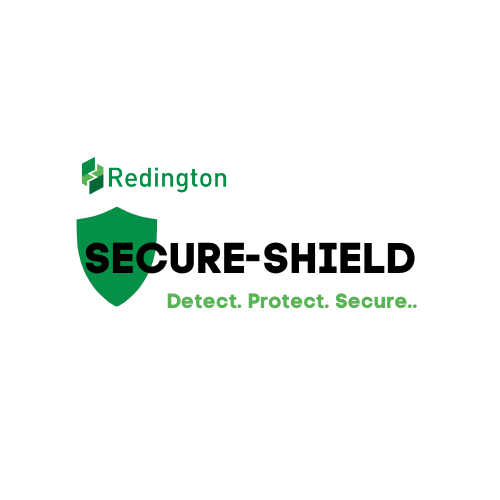 Redington
SECURE-SHIELD
Detect. Protect. Secure..